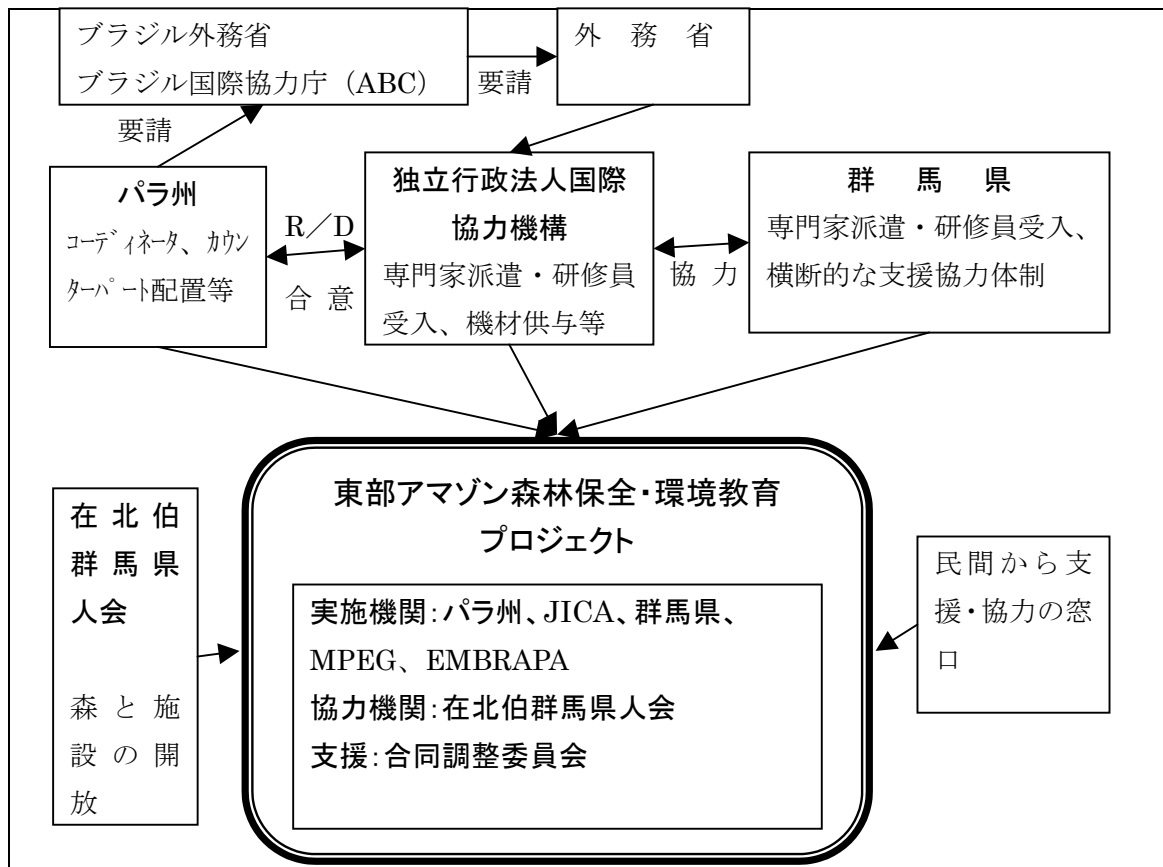 ブラジル外務省
ブラジル国際協力庁（ABC）
要請
外　務　省
要請
パラ州
ｺｰﾃﾞｨﾈｰﾀ、ｶｳﾝ
ﾀｰﾊﾟｰﾄ配置等
R／D
合 意
独立行政法人国際
協力機構
専門家派遣・研修員
受入、機材供与等
協 力
群　馬　県
専門家派遣・研修員受入、
横断的な支援協力体制
東部アマゾン森林保全・環境教育
プロジェクト
実施機関：パラ州、JICA、群馬県、
MPEG、EMBRAPA
協力機関：在北伯群馬県人会
支援：合同調整委員会
在北伯
群馬県
人会
森と施
設の開
放
民間から支
援・協力の窓
口